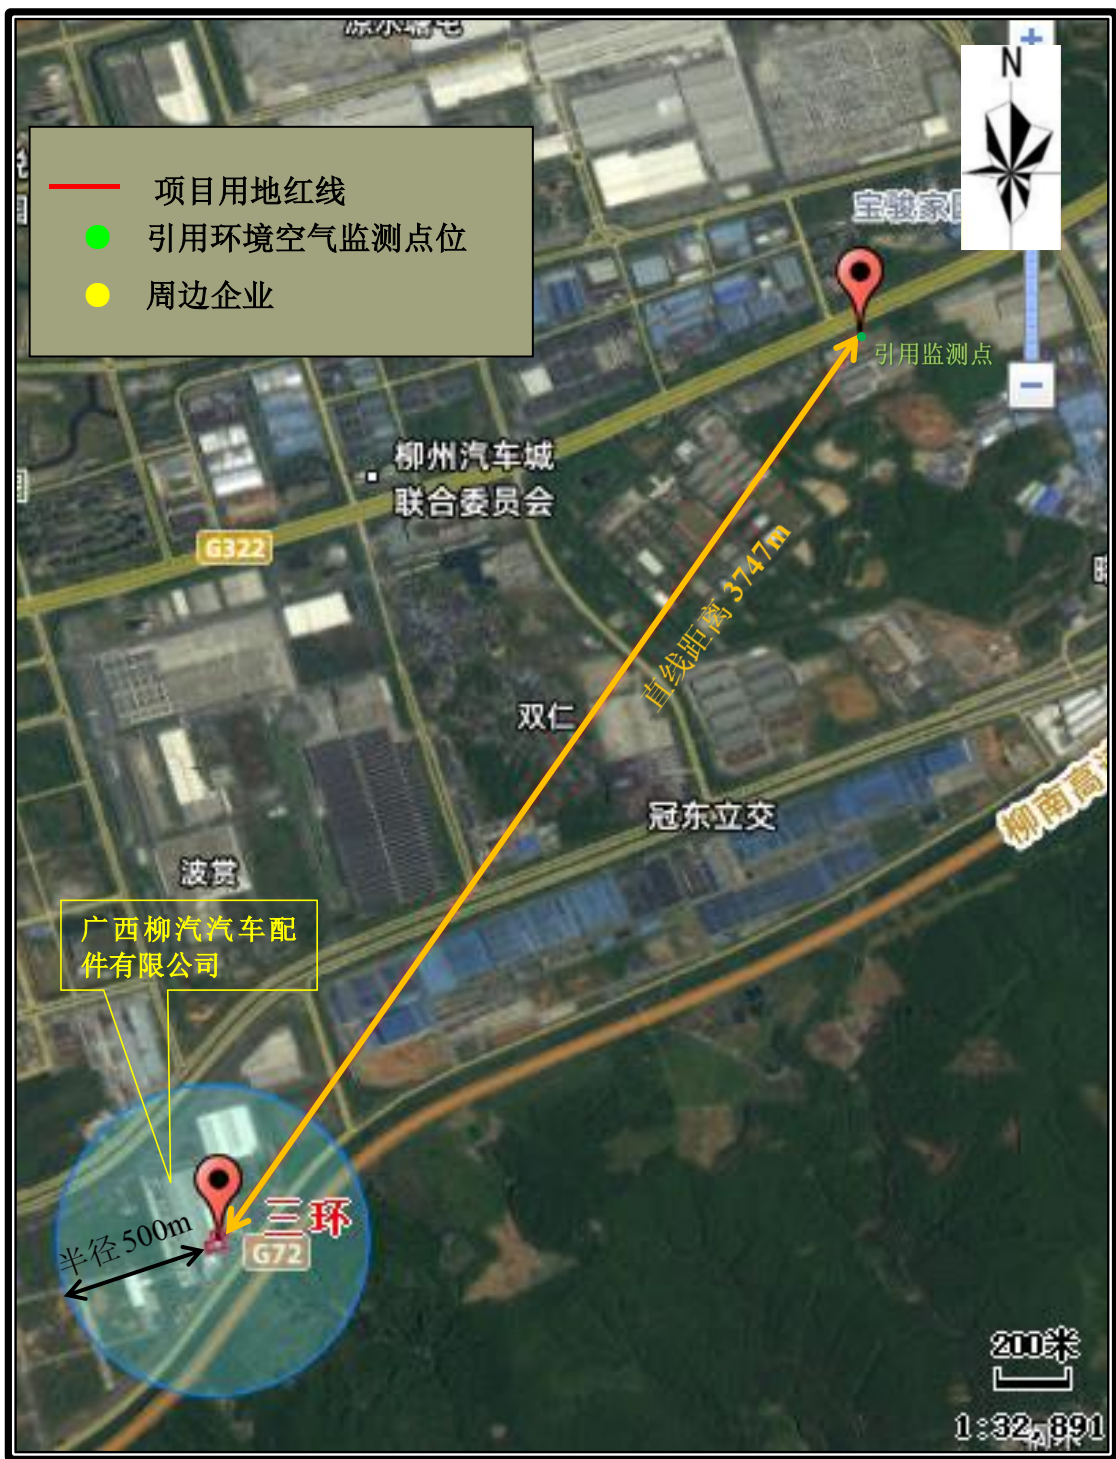 N
项目用地红线
引用环境空气监测点位
周边企业
引用监测点
柳州汽车城
联合委员会
G322
直线距离 3747m
双仁
冠东立交
柳南高
波赏
广西柳汽汽车配
件有限公司
三环
半径 500m
G72
200米
1:32,891